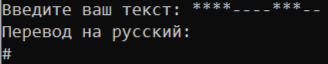 Введите ваш текст: ****----***--
Перевод на русский:
#